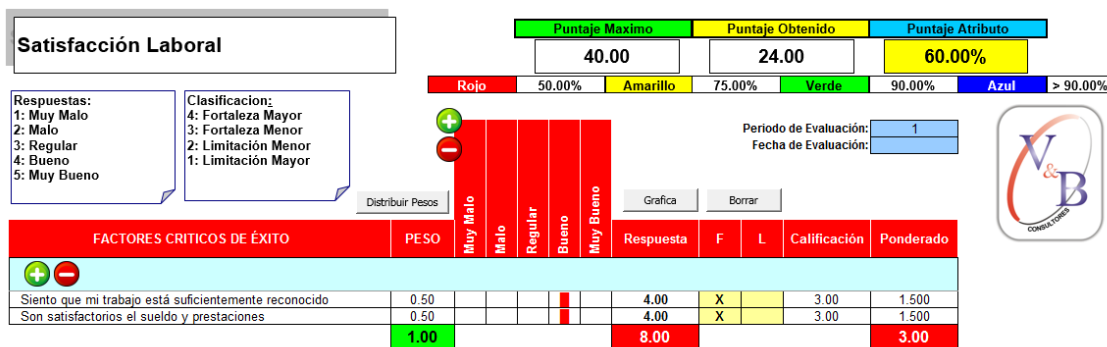 Satisfacción Laboral
Puntaje Maximo Puntaje Obtenido Puntaje Atributo
40.00 24.00 60.00%
Rojo 50.00% Amarillo 75.00% Verde 90.00% Azul > 90.00%
Respuestas:
1: Muy Malo
2: Malo
3: Regular
4: Bueno
5: Muy Bueno
Clasificacion:
4: Fortaleza Mayor
3: Fortaleza Menor
2: Limitación Menor
1: Limitación Mayor
Periodo de Evaluación: 1
Fecha de Evaluación:
V&B
CONSULTORES
Distribuir Pesos
Grafica Borrar
FACTORES CRITICOS DE ÉXITO PESO Muy Malo Malo Regular Bueno Muy Bueno Respuesta F L Calificación Ponderado
Siento que mi trabajo está suficientemente reconocido 0.50 4.00 X 3.00 1.500
Son satisfactorios el sueldo y prestaciones 0.50 4.00 X 3.00 1.500
1.00 8.00 3.00